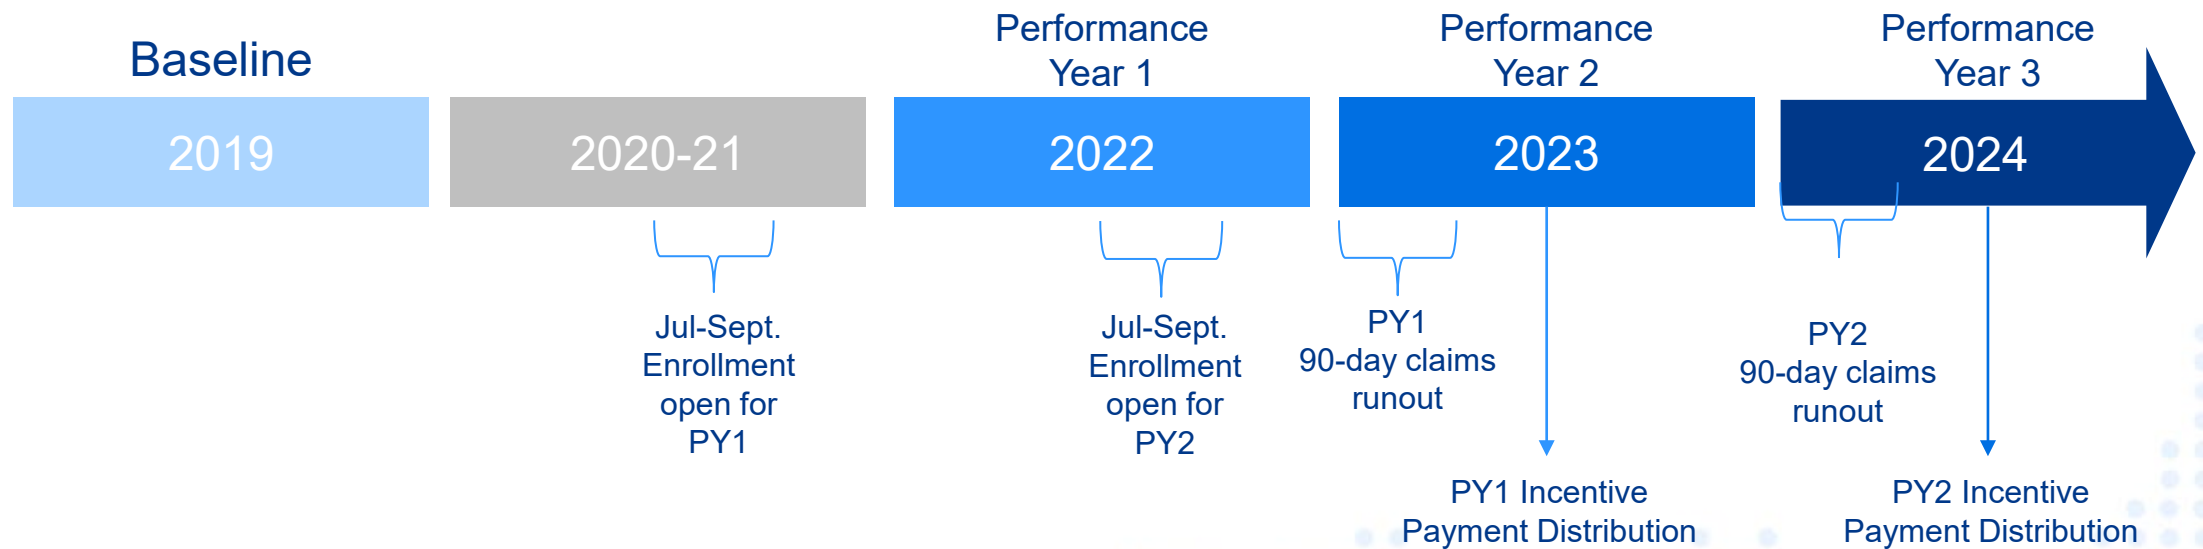 Baseline
Performance
Year 1
Performance
Year 2
Performance
Year 3
2019
2020-21
2022
2023
2024
Jul-Sept.
Enrollment
open for
PY1
Jul-Sept.
Enrollment
open for
PY2
PY1
90-day claims
runout
PY2
90-day claims
runout
PY1 Incentive
Payment Distribution
PY2 Incentive
Payment Distribution